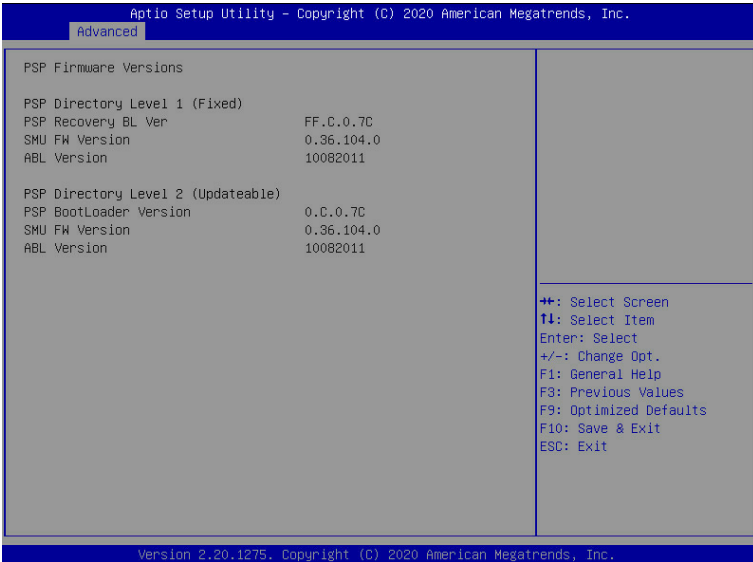 Aptio Setup Utility – Copyright (C) 2020 American Megatrends, Inc.
Advanced
PSP Firmware Versions
PSP Directory Level 1 (Fixed)
PSP Recovery BL Ver FF.C.0.7C
SMU FW Version 0.36.104.0
ABL Version 10082011
PSP Directory Level 2 (Updateable)
PSP BootLoader Version 0.C.0.7C
SMU FW Version 0.36.104.0
ABL Version 10082011
→←: Select Screen
↑↓: Select Item
Enter: Select
+/-: Change Opt.
F1: General Help
F3: Previous Values
F9: Optimized Defaults
F10: Save & Exit
ESC: Exit
Version 2.20.1275. Copyright (C) 2020 American Megatrends, Inc.